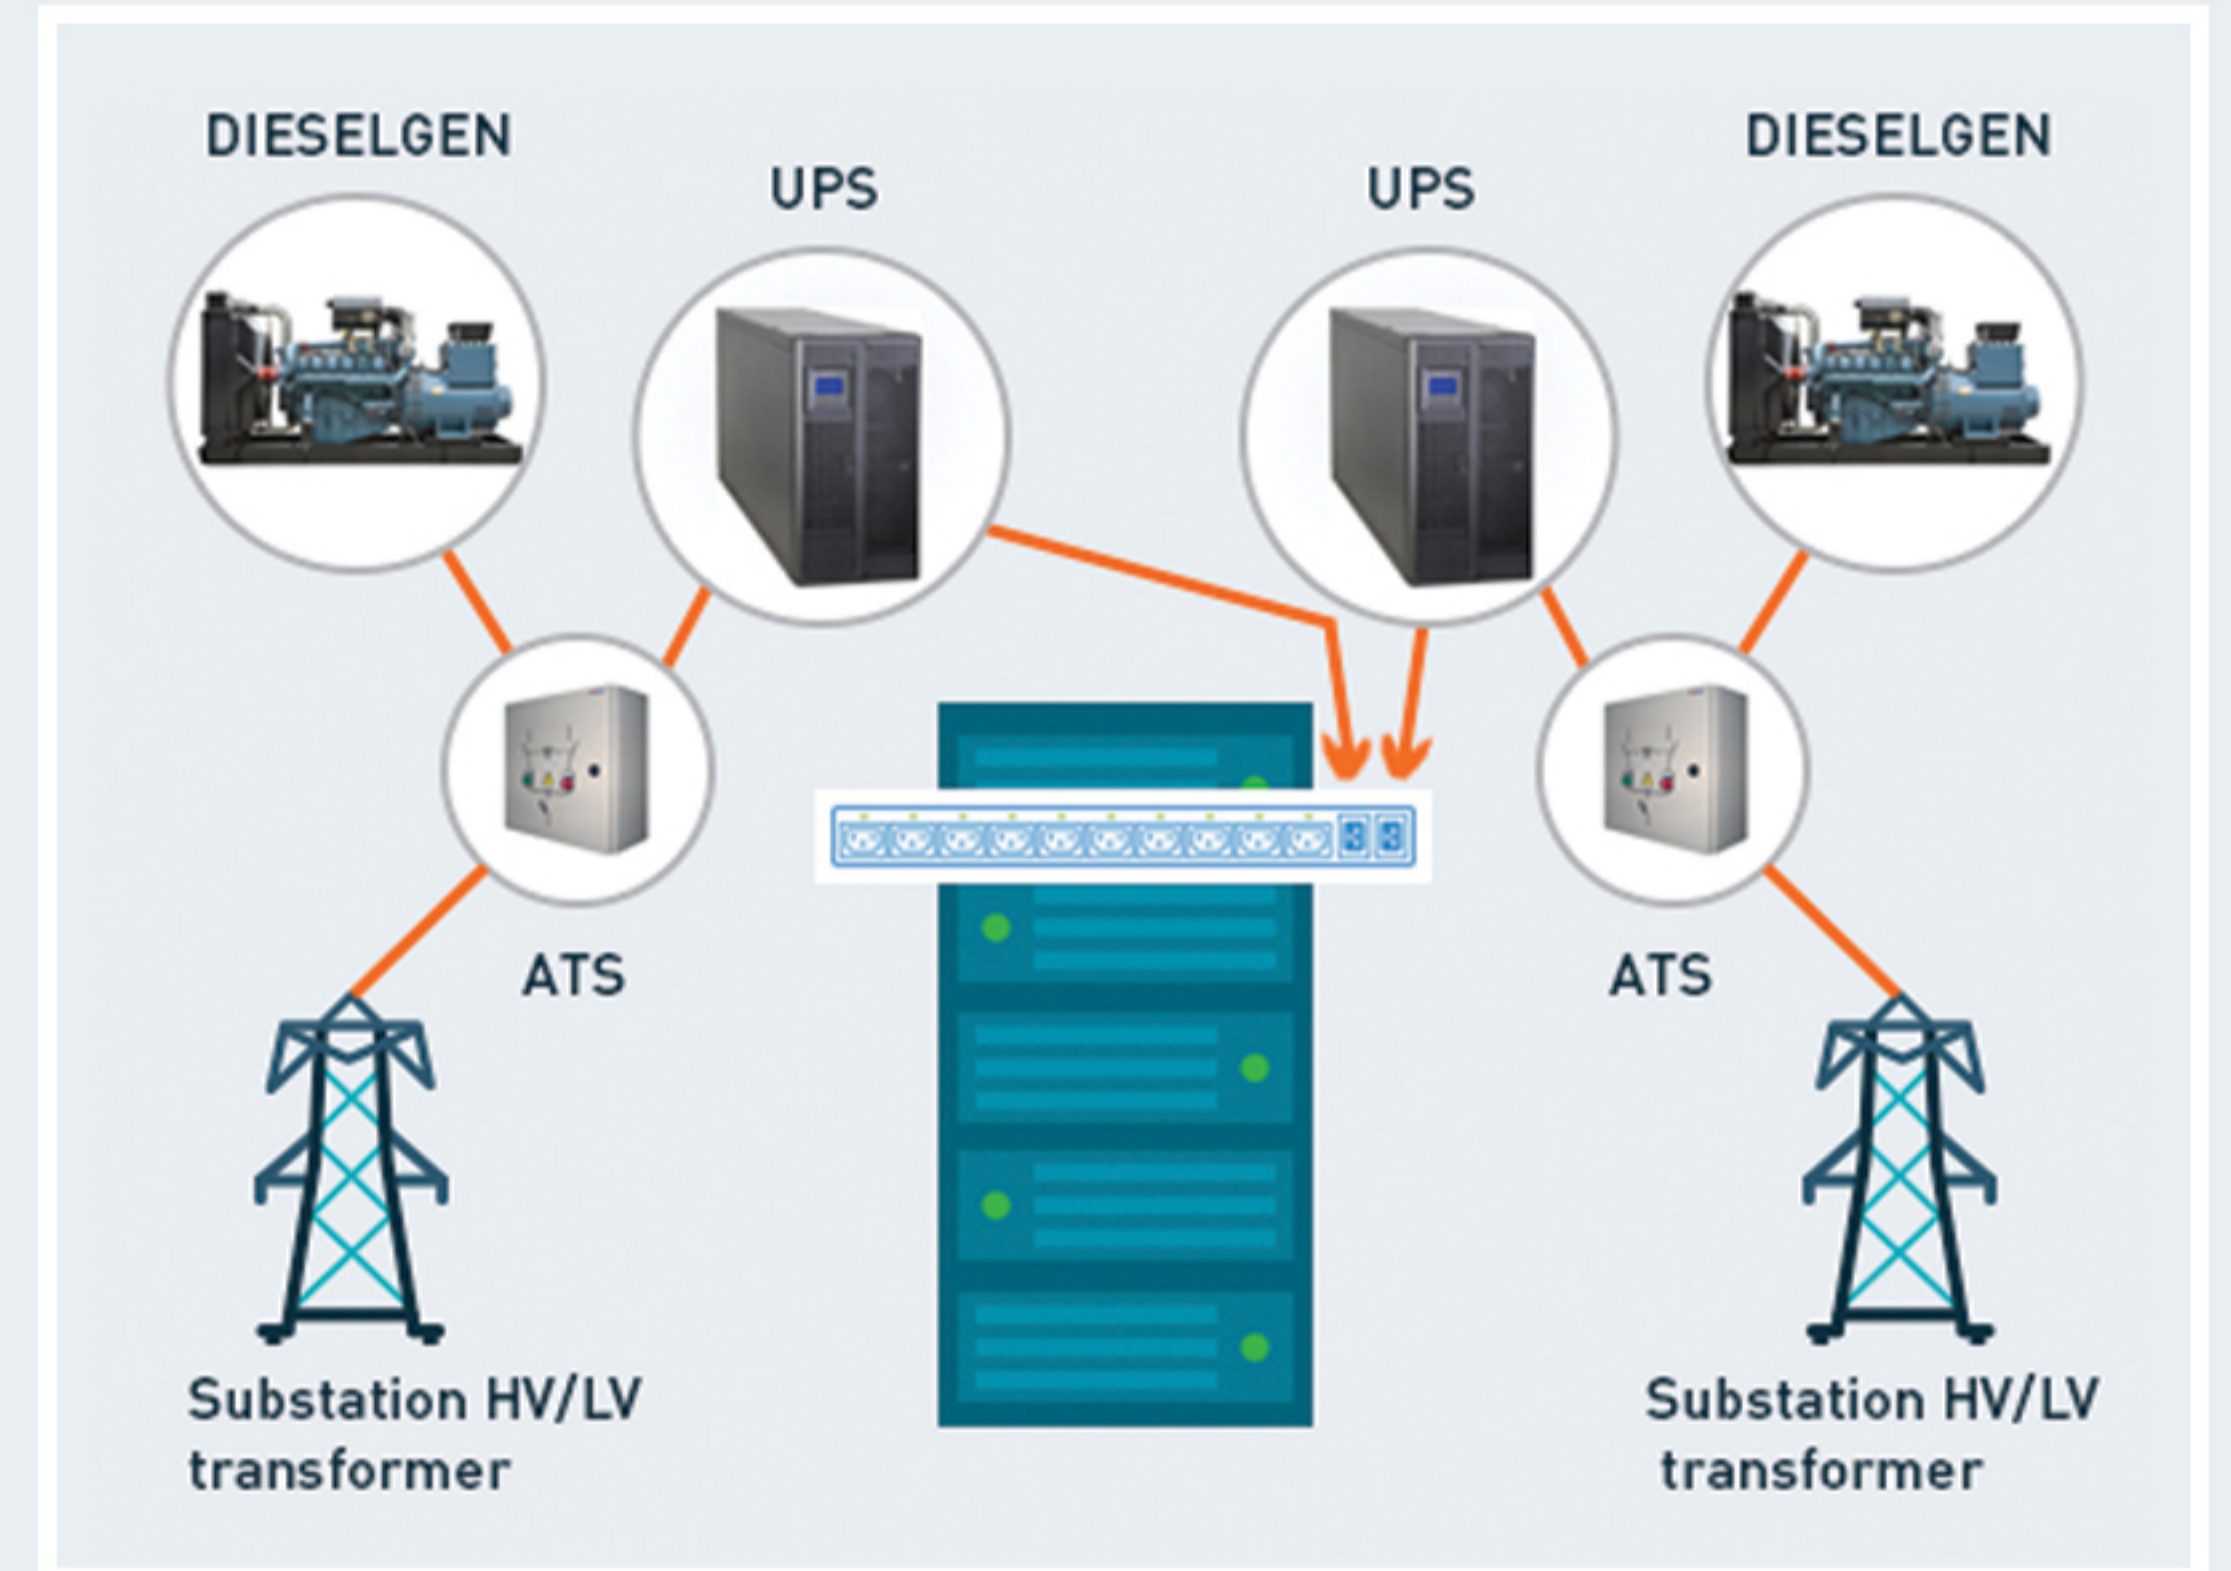 DIESELGEN
DIESELGEN
UPS
UPS
ATS
ATS
Substation HV/LV
transformer
Substation HV/LV
transformer